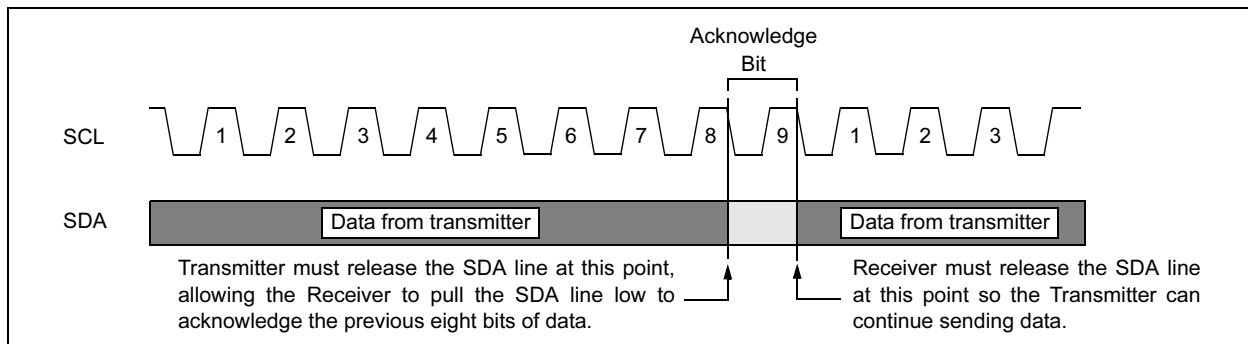 Acknowledge
Bit
SCL
1 2 3 4 5 6 7 8 9 1 2 3
SDA
Data from transmitter
Data from transmitter
Transmitter must release the SDA line at this point,
allowing the Receiver to pull the SDA line low to
acknowledge the previous eight bits of data.
Receiver must release the SDA line
at this point so the Transmitter can
continue sending data.